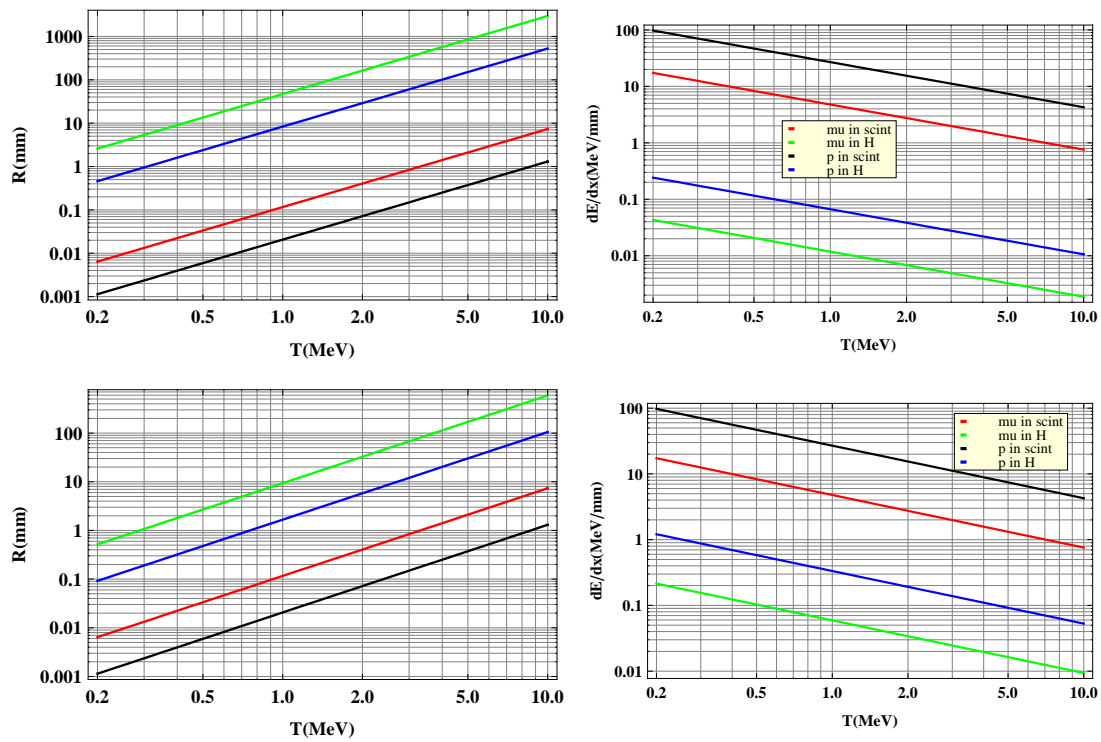 1000
100
10
1
0.1
0.01
0.001
R(mm)
0.2 0.5 1.0 2.0 5.0 10.0
T(MeV)
100
10
1
0.1
0.01
dE/dx(MeV/mm)
mu in scint
mu in H
p in scint
p in H
0.2 0.5 1.0 2.0 5.0 10.0
T(MeV)
100
10
1
0.1
0.01
0.001
R(mm)
0.2 0.5 1.0 2.0 5.0 10.0
T(MeV)
100
10
1
0.1
0.01
dE/dx(MeV/mm)
mu in scint
mu in H
p in scint
p in H
0.2 0.5 1.0 2.0 5.0 10.0
T(MeV)